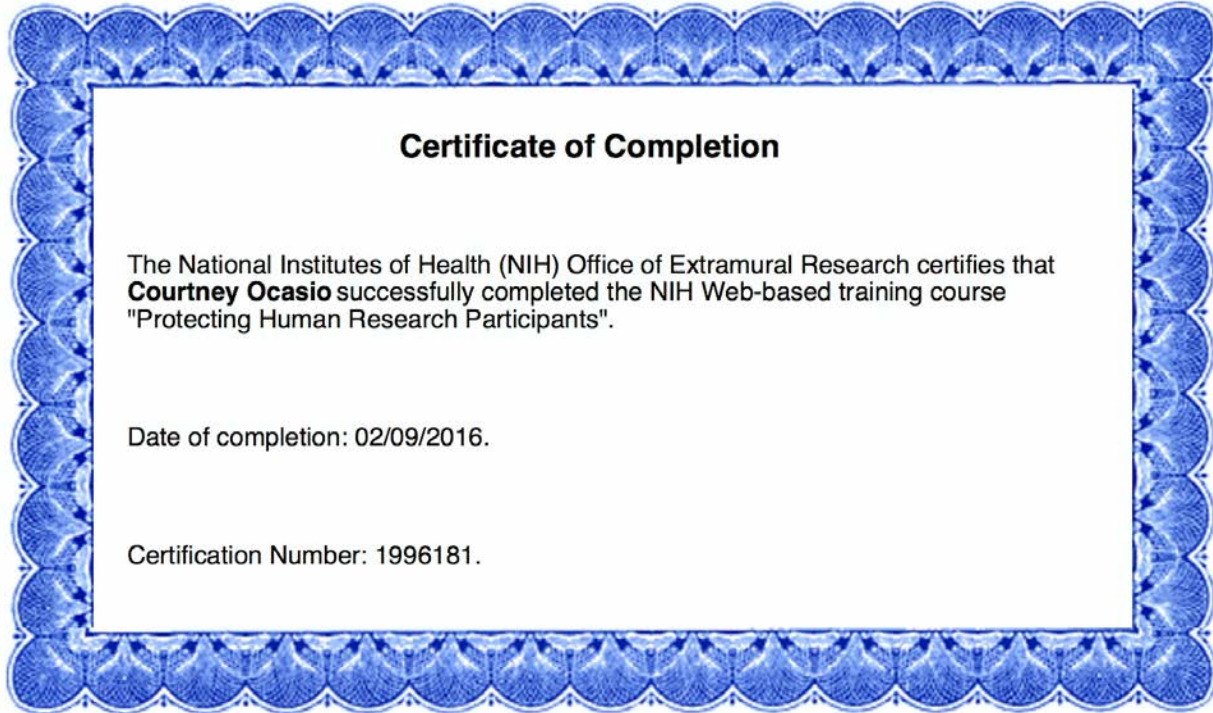 Certificate of Completion
The National Institutes of Health (NIH) Office of Extramural Research certifies that
Courtney Ocasio successfully completed the NIH Web-based training course
"Protecting Human Research Participants".
Date of completion: 02/09/2016.
Certification Number: 1996181.